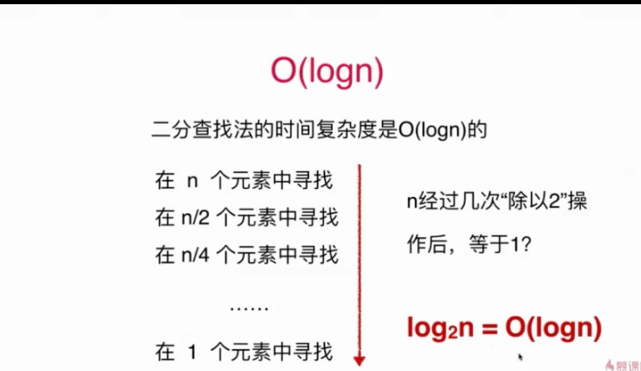 O(logn)
二分查找法的时间复杂度是O(logn)的
在 n 个元素中寻找
在 n/2 个元素中寻找
在 n/4 个元素中寻找
……
在 1 个元素中寻找
n经过几次“除以2”操
作后，等于1？
log₂n = O(logn)
慕课